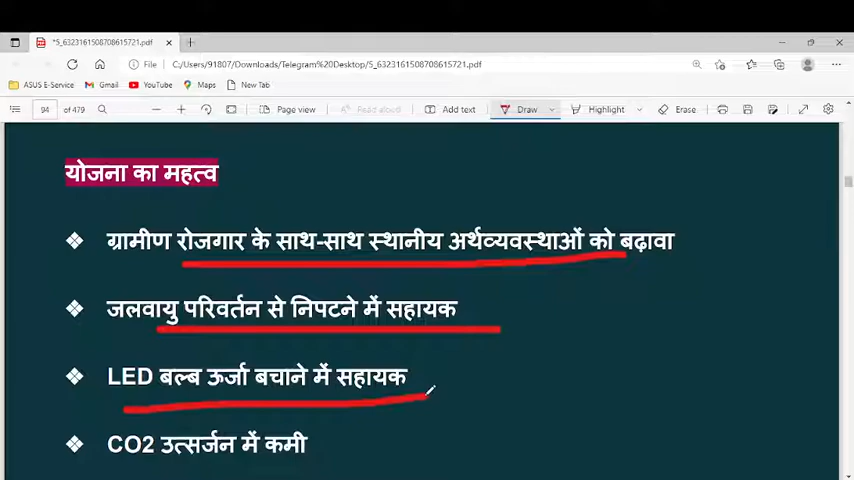 *5_6323161508708615721.pdf
File C:/Users/91807/Downloads/Telegram%20Desktop/5_6323161508708615721.pdf
ASUS E-Service Gmail YouTube Maps New Tab
94 of 479 Page view Read aloud Add text Draw Highlight Erase
योजना का महत्व
❖ ग्रामीण रोजगार के साथ-साथ स्थानीय अर्थव्यवस्थाओं को बढ़ावा
❖ जलवायु परिवर्तन से निपटने में सहायक
❖ LED बल्ब ऊर्जा बचाने में सहायक
❖ CO2 उत्सर्जन में कमी